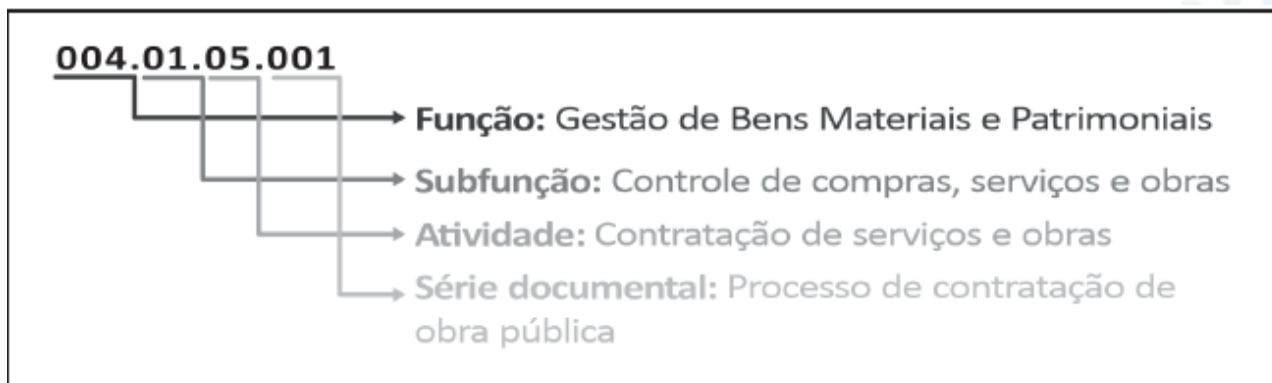 004.01.05.001
Função: Gestão de Bens Materiais e Patrimoniais
Subfunção: Controle de compras, serviços e obras
Atividade: Contratação de serviços e obras
Série documental: Processo de contratação de
obra pública